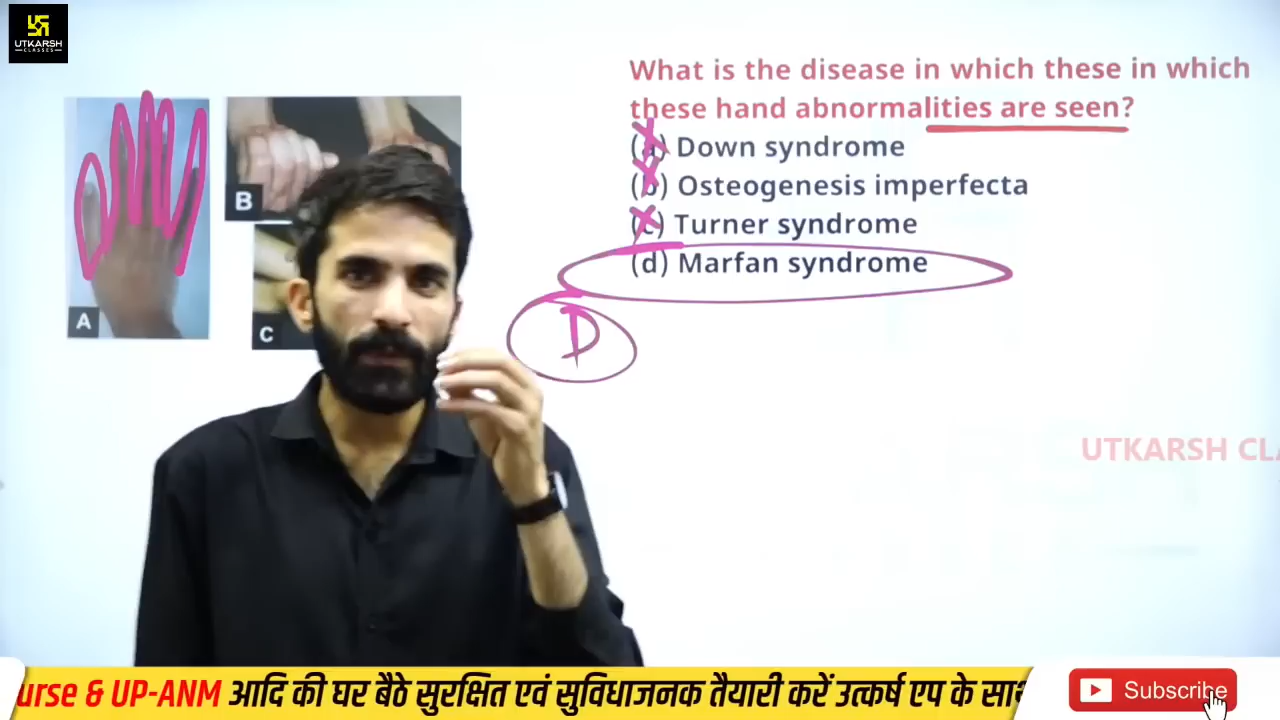 UTKARSH
CLASSES
What is the disease in which these in which
these hand abnormalities are seen?
(a) Down syndrome
(b) Osteogenesis imperfecta
(c) Turner syndrome
(d) Marfan syndrome
D
A
B
C
UTKARSH CLA
urse & UP-ANM आदि की घर बैठे सुरक्षित एवं सुविधाजनक तैयारी करें उत्कर्ष एप के साथ
Subscribe